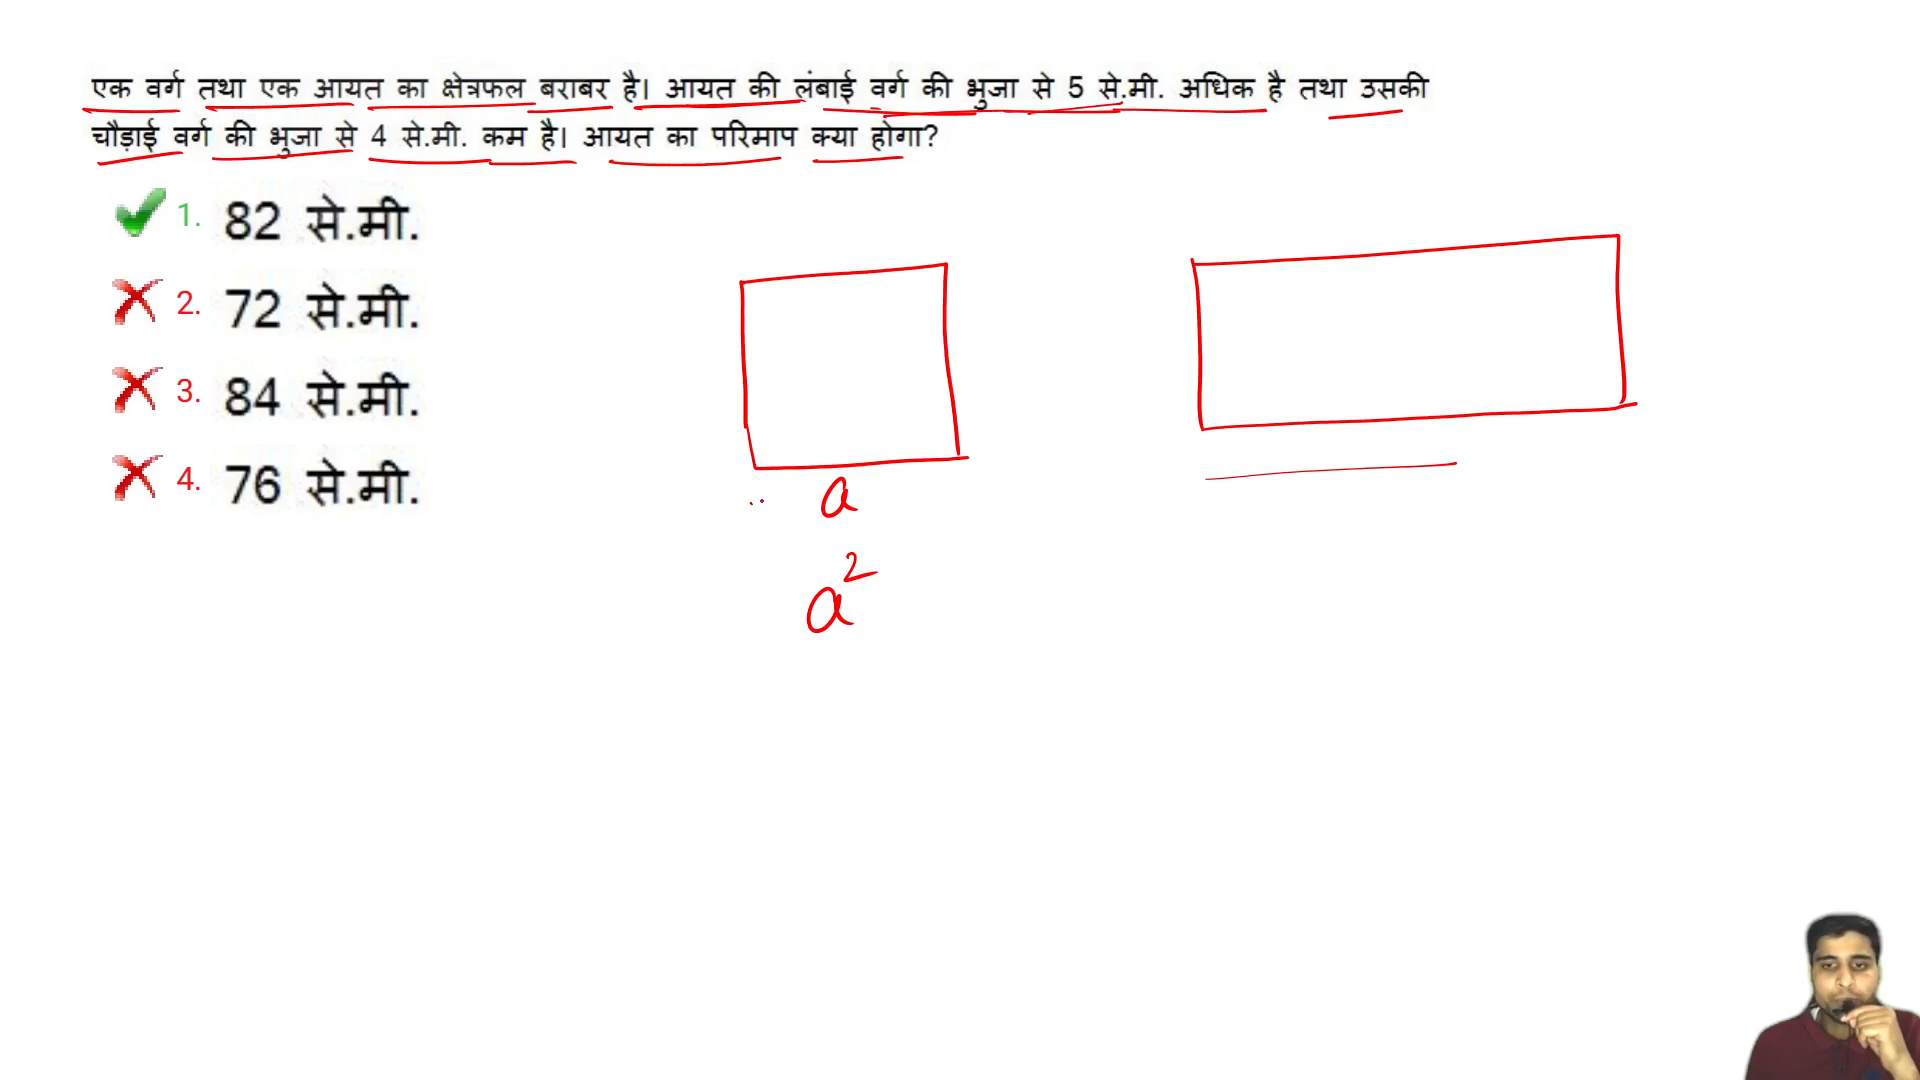 एक वर्ग तथा एक आयत का क्षेत्रफल बराबर है। आयत की लंबाई वर्ग की भुजा से 5 से.मी. अधिक है तथा उसकी
चौड़ाई वर्ग की भुजा से 4 से.मी. कम है। आयत का परिमाप क्या होगा?
1. 82 से.मी.
2. 72 से.मी.
3. 84 से.मी.
4. 76 से.मी.
a
a²